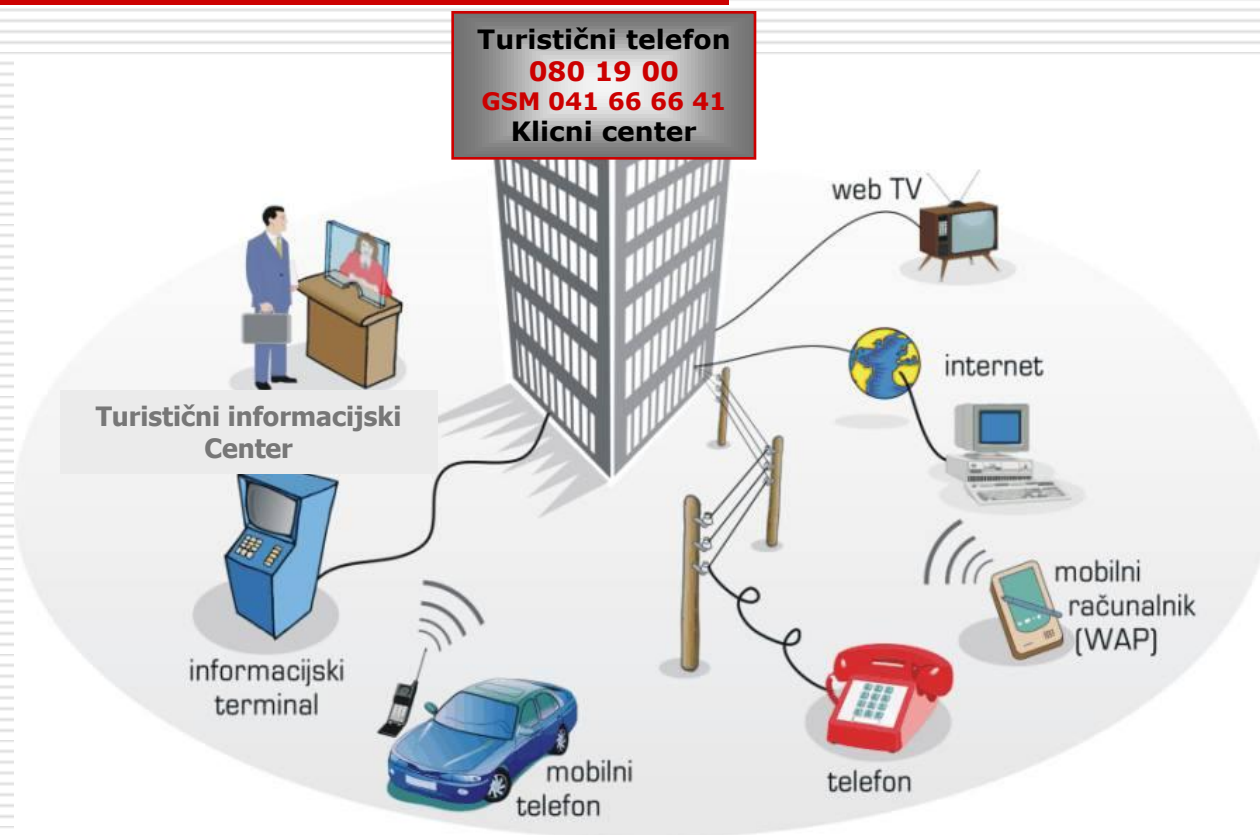 Turistični telefon
080 19 00
GSM 041 66 66 41
Klicni center
web TV
internet
Turistični informacijski
Center
mobilni
računalnik
(WAP)
informacijski
terminal
mobilni
telefon
telefon